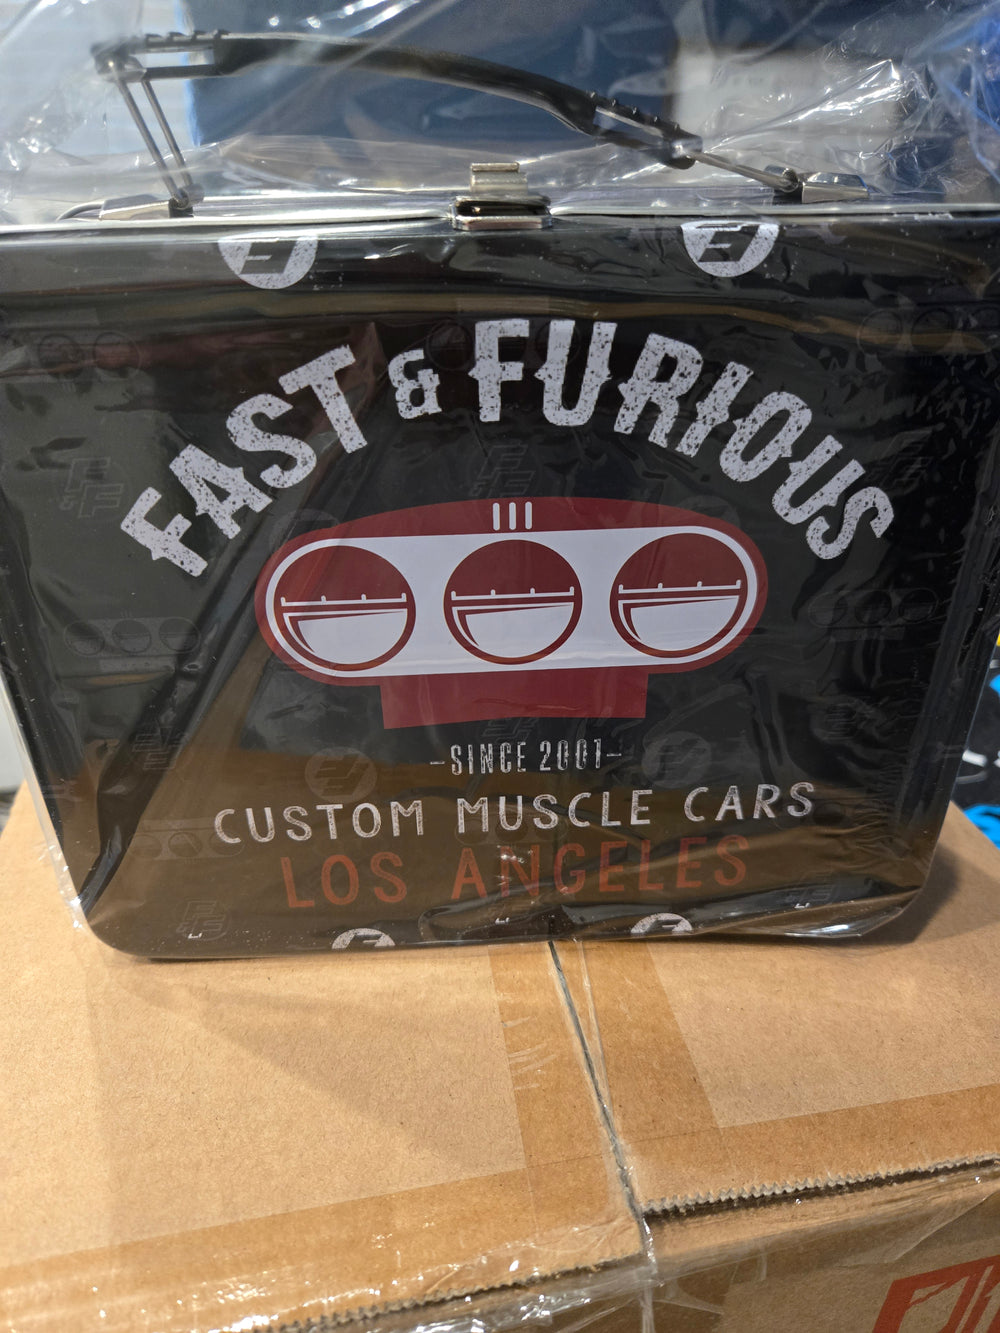 FAST & FURIOUS
-SINCE 2001-
CUSTOM MUSCLE CARS
LOS ANGELES